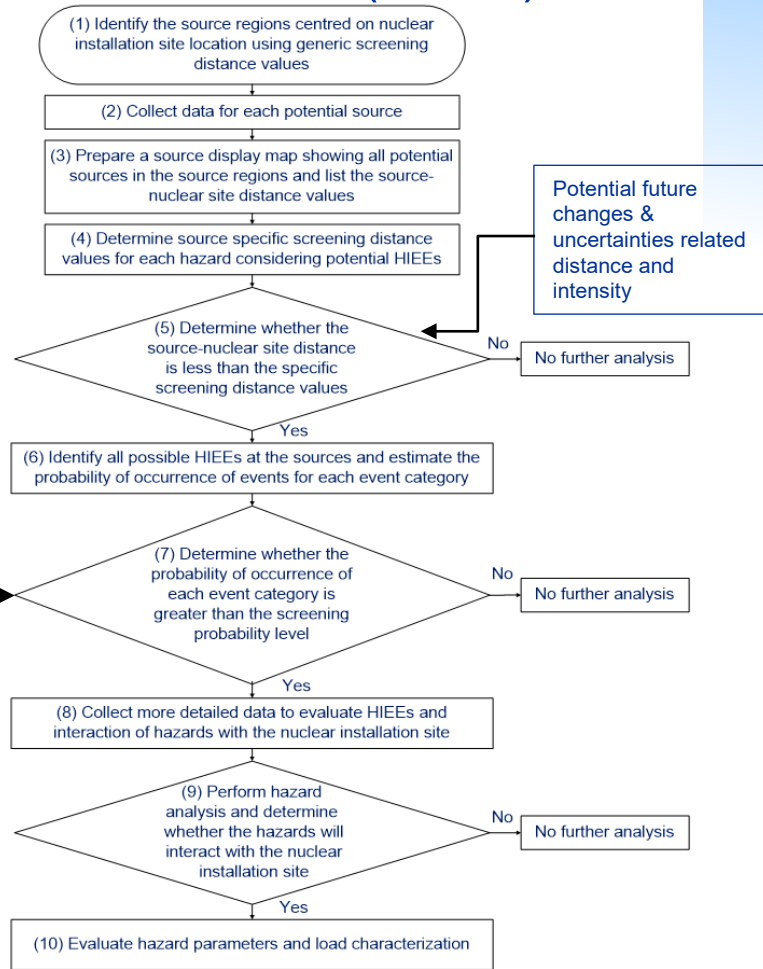 (1) Identify the source regions centred on nuclear
installation site location using generic screening
distance values
(2) Collect data for each potential source
(3) Prepare a source display map showing all potential
sources in the source regions and list the source-
nuclear site distance values
(4) Determine source specific screening distance
values for each hazard considering potential HIEEs
Potential future
changes &
uncertainties related
distance and
intensity
(5) Determine whether the
source-nuclear site distance
is less than the specific
screening distance values
No
No further analysis
Yes
(6) Identify all possible HIEEs at the sources and estimate the
probability of occurrence of events for each event category
(7) Determine whether the
probability of occurrence of
each event category is
greater than the screening
probability level
No
No further analysis
Yes
(8) Collect more detailed data to evaluate HIEEs and
interaction of hazards with the nuclear installation site
(9) Perform hazard
analysis and determine
whether the hazards will
interact with the nuclear
installation site
No
No further analysis
Yes
(10) Evaluate hazard parameters and load characterization